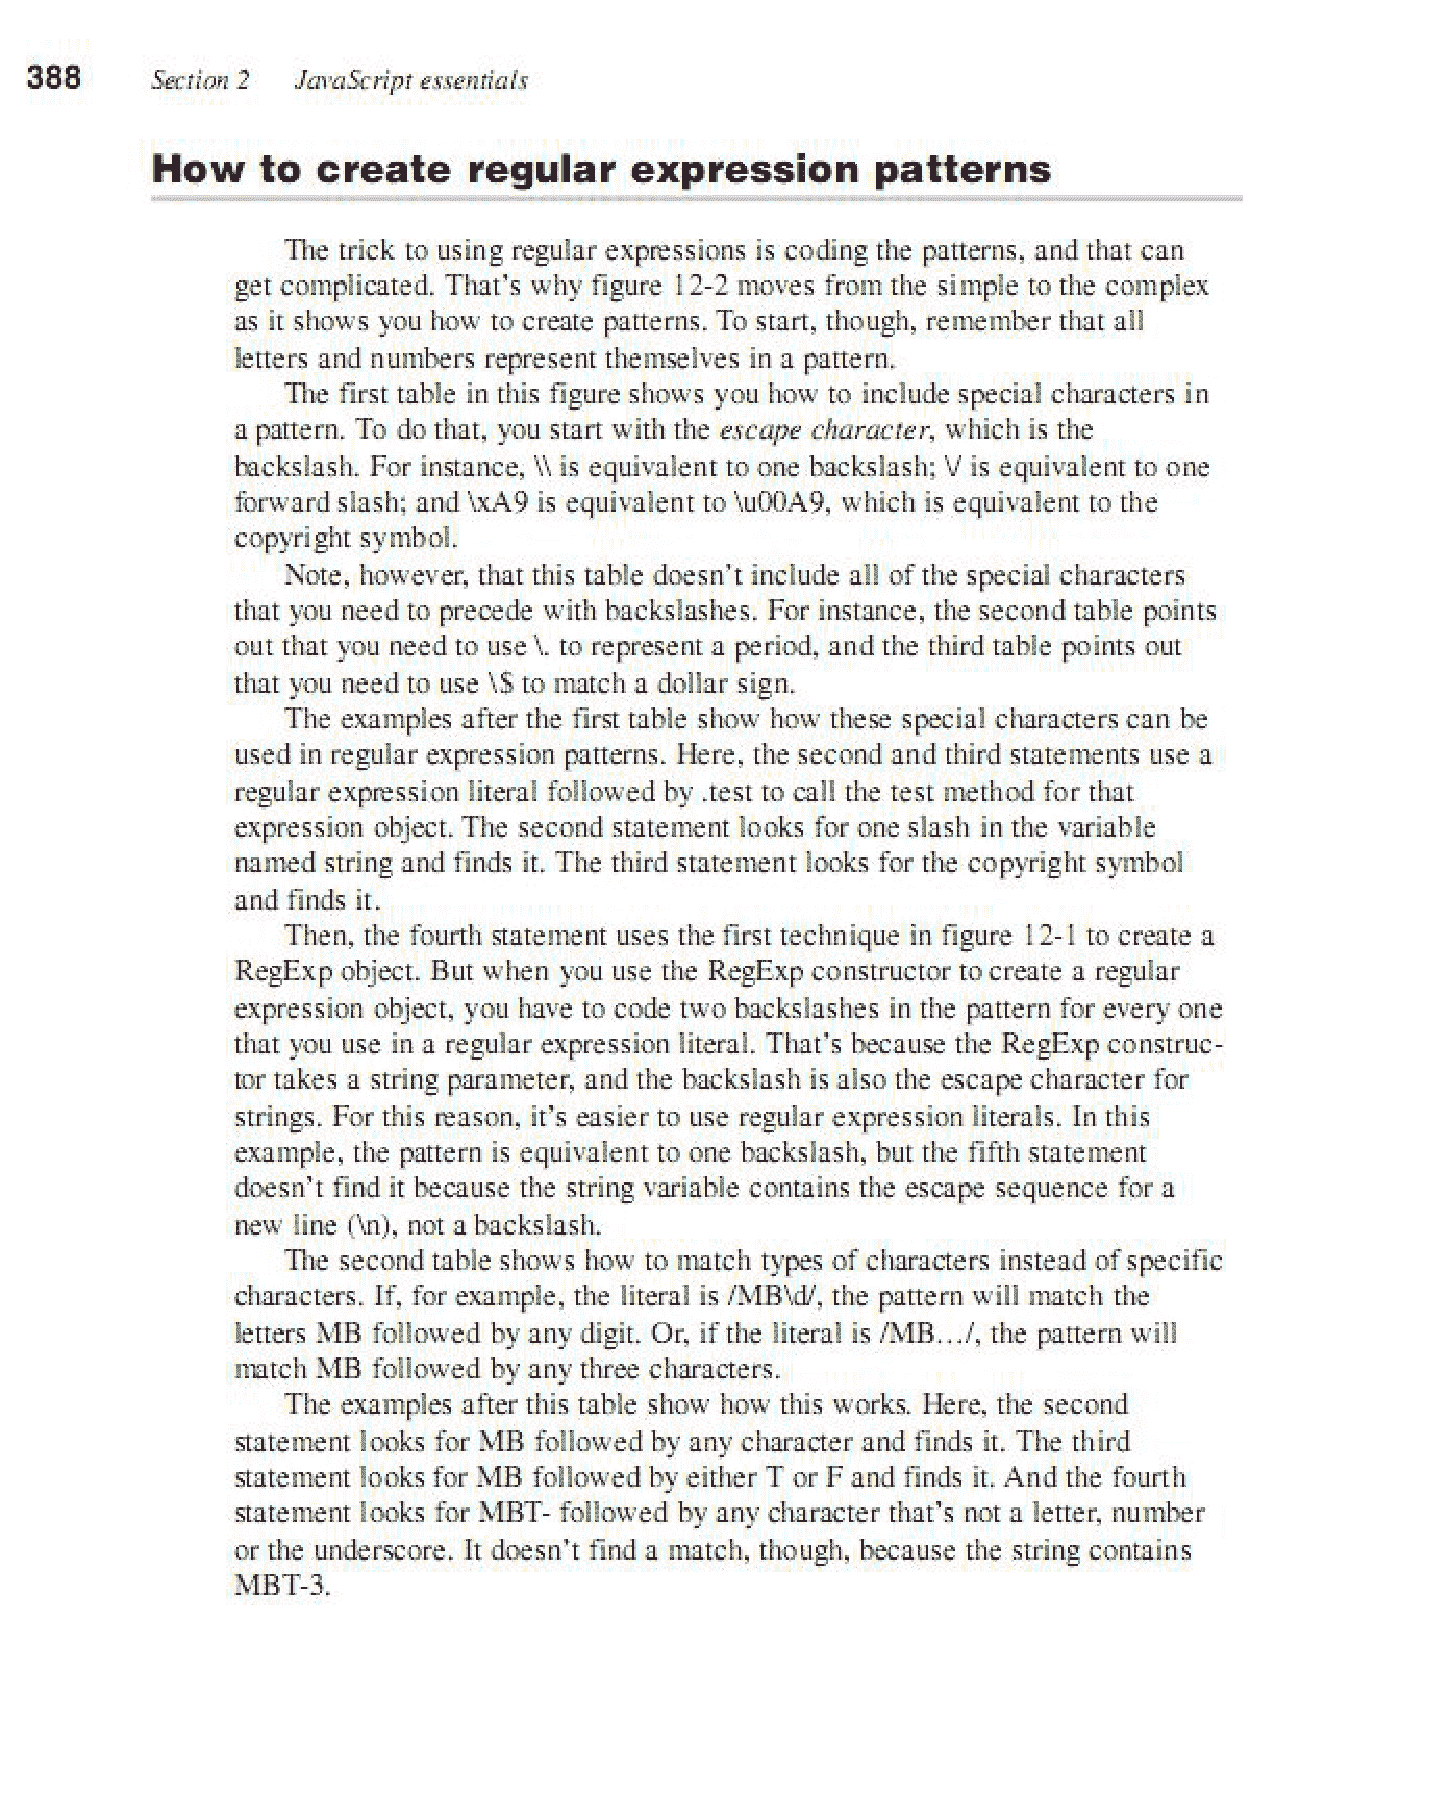 388 Section 2 JavaScript essentials
How to create regular expression patterns
The trick to using regular expressions is coding the patterns, and that can
get complicated. That's why figure 12-2 moves from the simple to the complex
as it shows you how to create patterns. To start, though, remember that all
letters and numbers represent themselves in a pattern.
The first table in this figure shows you how to include special characters in
a pattern. To do that, you start with the escape character, which is the
backslash. For instance, \\ is equivalent to one backslash; \/ is equivalent to one
forward slash; and \xA9 is equivalent to \u00A9, which is equivalent to the
copyright symbol.
Note, however, that this table doesn't include all of the special characters
that you need to precede with backslashes. For instance, the second table points
out that you need to use \. to represent a period, and the third table points out
that you need to use \$ to match a dollar sign.
The examples after the first table show how these special characters can be
used in regular expression patterns. Here, the second and third statements use a
regular expression literal followed by .test to call the test method for that
expression object. The second statement looks for one slash in the variable
named string and finds it. The third statement looks for the copyright symbol
and finds it.
Then, the fourth statement uses the first technique in figure 12-1 to create a
RegExp object. But when you use the RegExp constructor to create a regular
expression object, you have to code two backslashes in the pattern for every one
that you use in a regular expression literal. That's because the RegExp construc-
tor takes a string parameter, and the backslash is also the escape character for
strings. For this reason, it's easier to use regular expression literals. In this
example, the pattern is equivalent to one backslash, but the fifth statement
doesn't find it because the string variable contains the escape sequence for a
new line (\n), not a backslash.
The second table shows how to match types of characters instead of specific
characters. If, for example, the literal is /MB\d/, the pattern will match the
letters MB followed by any digit. Or, if the literal is /MB.../, the pattern will
match MB followed by any three characters.
The examples after this table show how this works. Here, the second
statement looks for MB followed by any character and finds it. The third
statement looks for MB followed by either T or F and finds it. And the fourth
statement looks for MBT- followed by any character that's not a letter, number
or the underscore. It doesn't find a match, though, because the string contains
MBT-3.